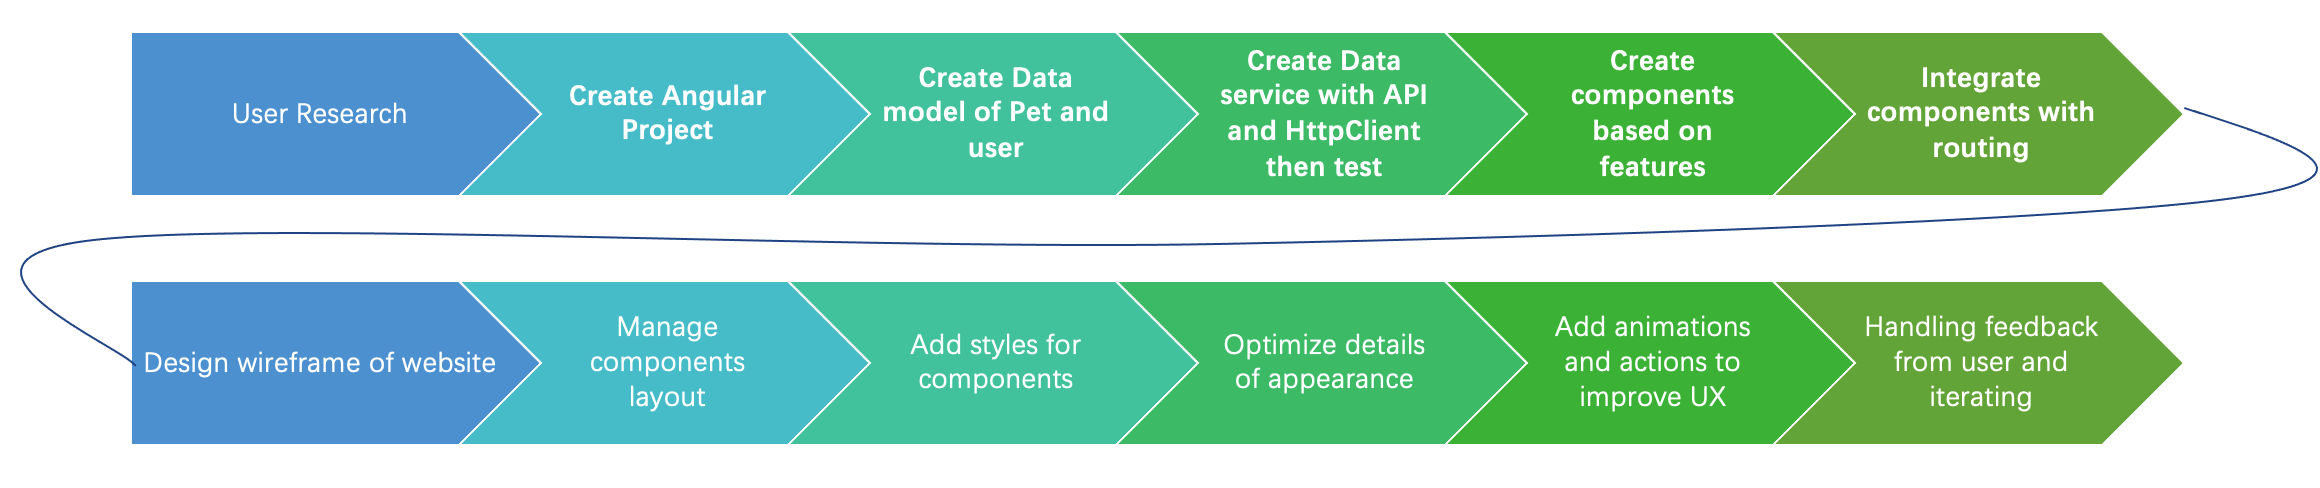 User Research
Create Angular
Project
Create Data
model of Pet and
user
Create Data
service with API
and HttpClient
then test
Create
components
based on
features
Integrate
components with
routing
Design wireframe of website
Manage
components
layout
Add styles for
components
Optimize details
of appearance
Add animations
and actions to
improve UX
Handling feedback
from user and
iterating